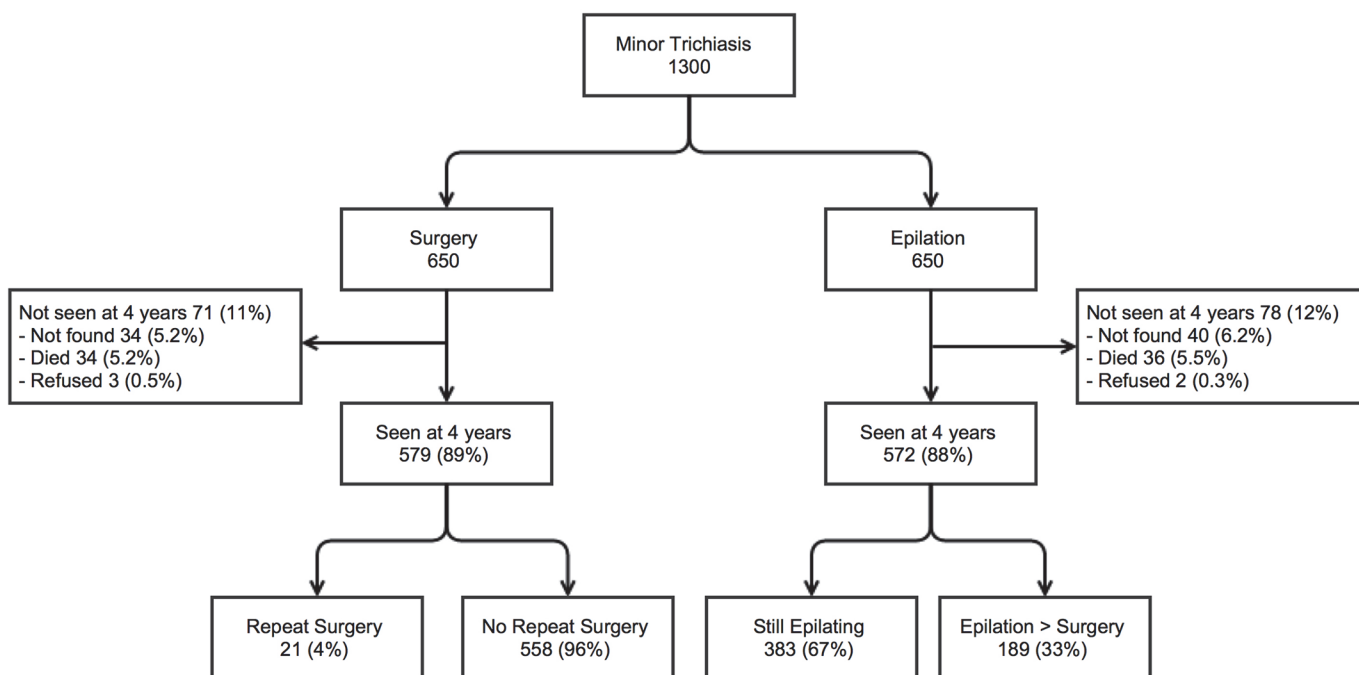 Minor Trichiasis
1300
Surgery
650
Epilation
650
Not seen at 4 years 71 (11%)
- Not found 34 (5.2%)
- Died 34 (5.2%)
- Refused 3 (0.5%)
Not seen at 4 years 78 (12%)
- Not found 40 (6.2%)
- Died 36 (5.5%)
- Refused 2 (0.3%)
Seen at 4 years
579 (89%)
Seen at 4 years
572 (88%)
Repeat Surgery
21 (4%)
No Repeat Surgery
558 (96%)
Still Epilating
383 (67%)
Epilation > Surgery
189 (33%)